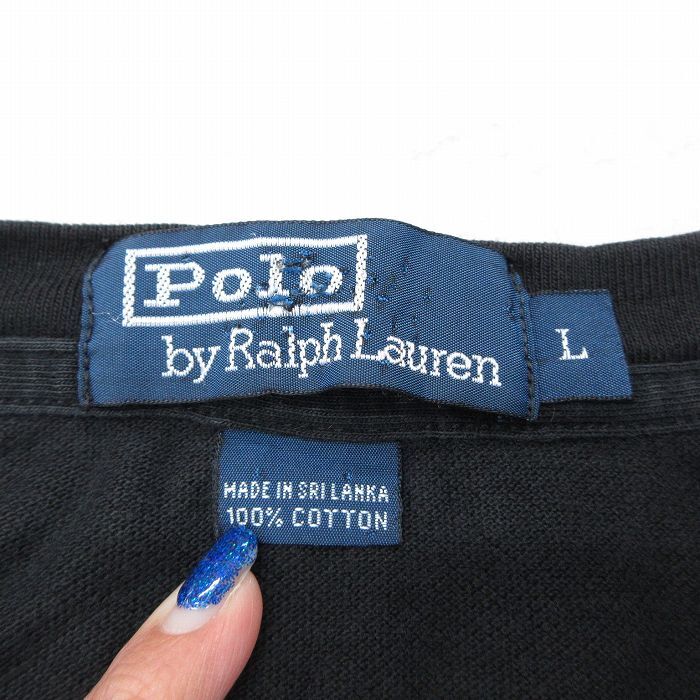 Polo
by Ralph Lauren
L
MADE IN SRI LANKA
100% COTTON